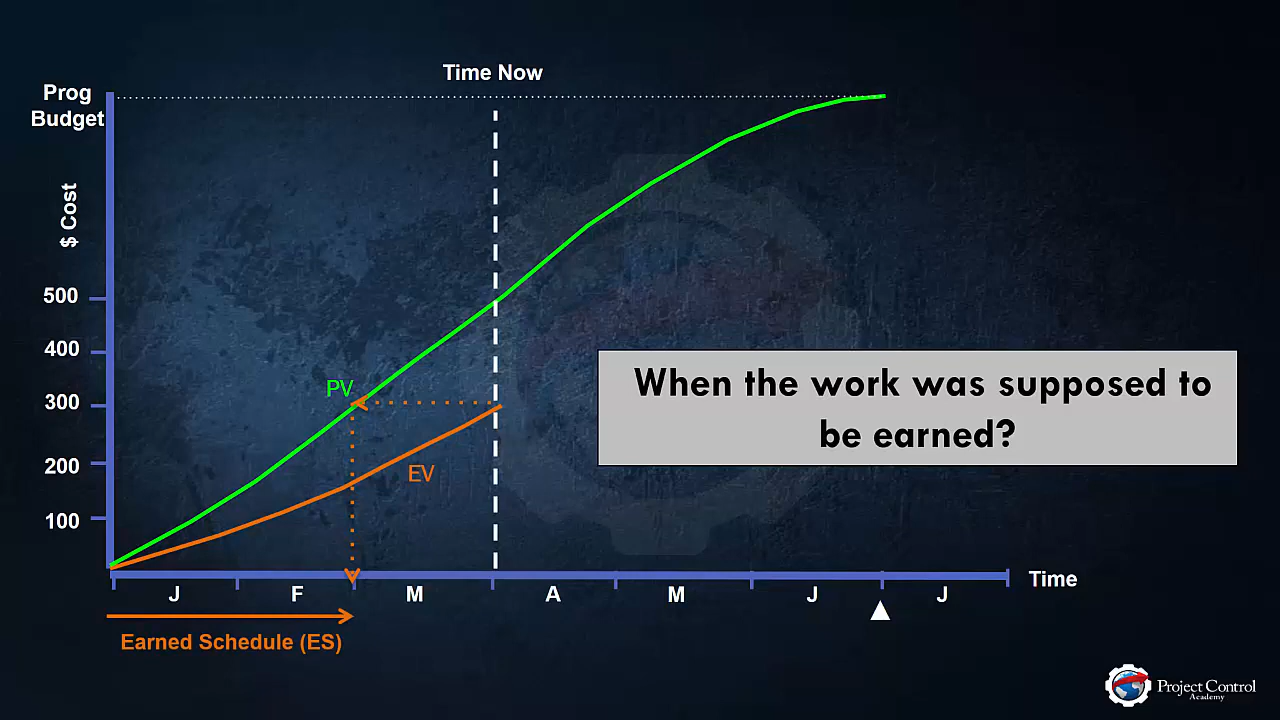 Time Now
Prog
Budget
$ Cost
500
400
300
200
100
PV
EV
When the work was supposed to
be earned?
J F M A M J J
Time
Earned Schedule (ES)
Project Control
Academy